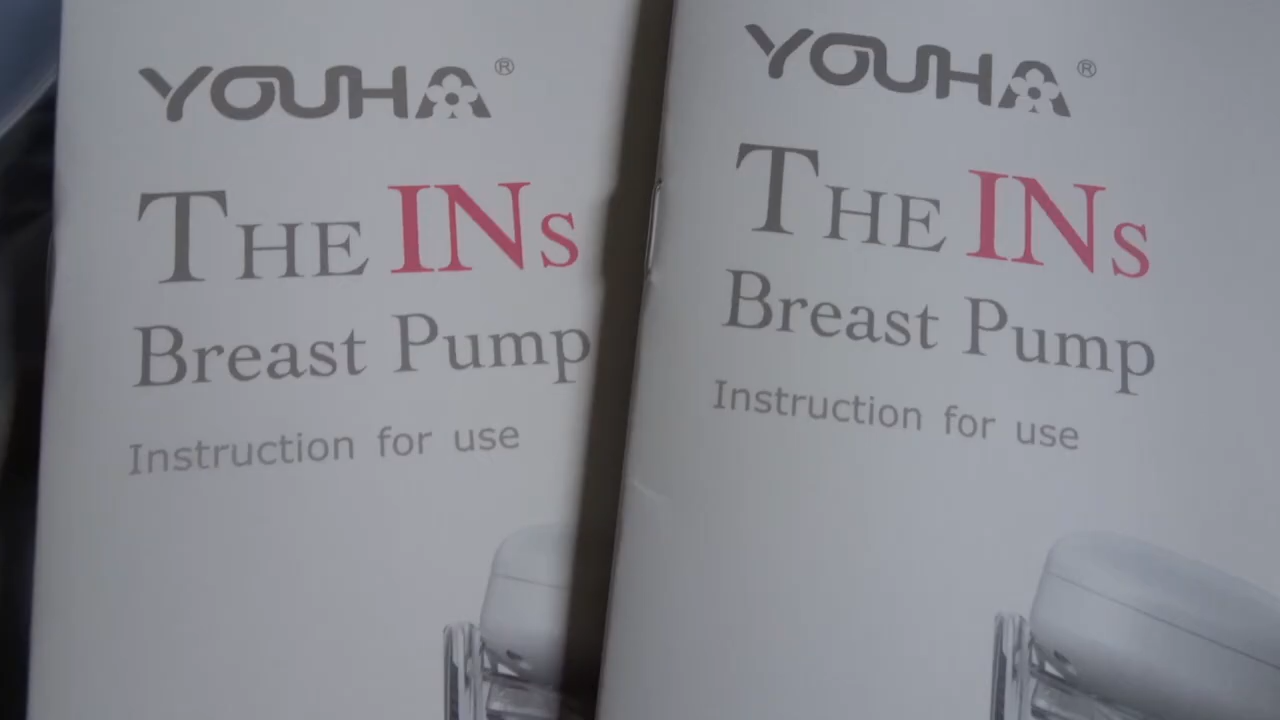 YOUHA®
THE INs
Breast Pump
Instruction for use
YOUHA®
THE INs
Breast Pump
Instruction for use